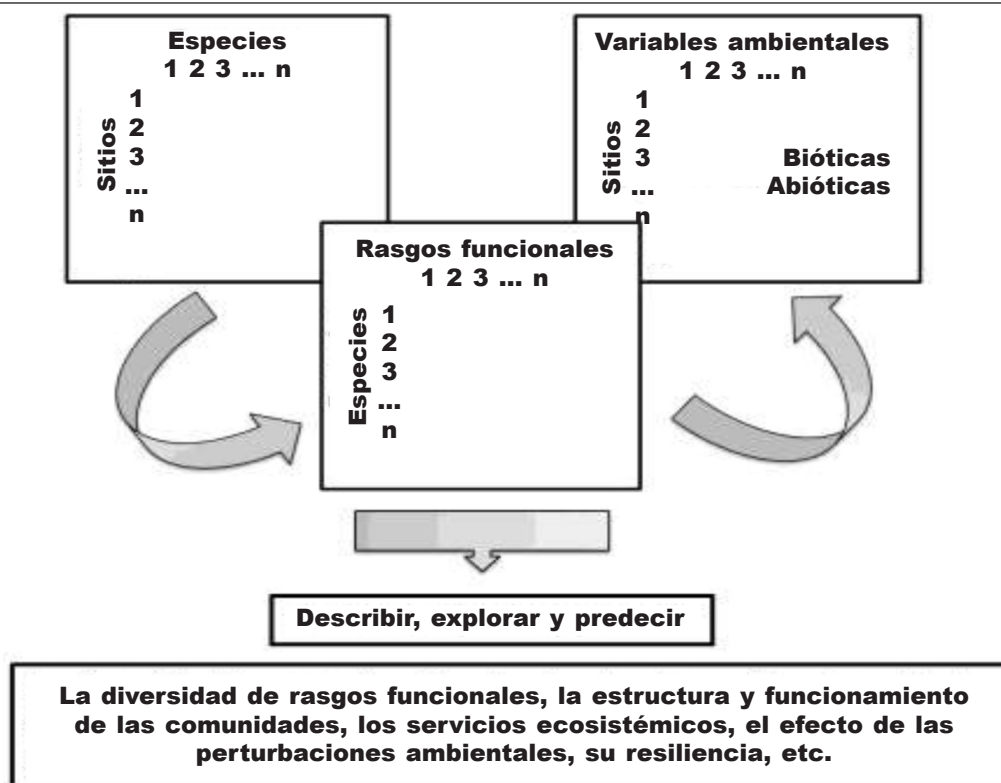 Especies
1 2 3 ... n
Sitios
1
2
3
...
n
Variables ambientales
1 2 3 ... n
Sitios
1
2
3
...
n
Bióticas
Abióticas
Rasgos funcionales
1 2 3 ... n
Especies
1
2
3
...
n
Describir, explorar y predecir
La diversidad de rasgos funcionales, la estructura y funcionamiento
de las comunidades, los servicios ecosistémicos, el efecto de las
perturbaciones ambientales, su resiliencia, etc.